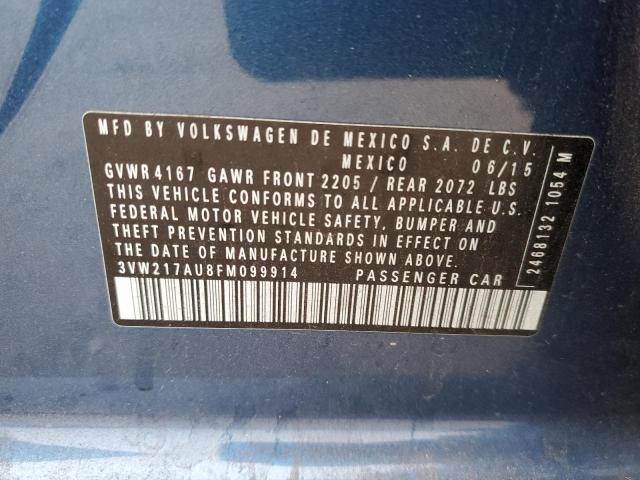 MFD BY VOLKSWAGEN DE MEXICO S.A. DE C.V.
MEXICO 06/15
GVWR 4167 GAWR FRONT 2205 / REAR 2072 LBS
THIS VEHICLE CONFORMS TO ALL APPLICABLE U.S.
FEDERAL MOTOR VEHICLE SAFETY, BUMPER AND
THEFT PREVENTION STANDARDS IN EFFECT ON
THE DATE OF MANUFACTURE SHOWN ABOVE.
3VW217AU8FM099914 PASSENGER CAR
2468132 1054 M